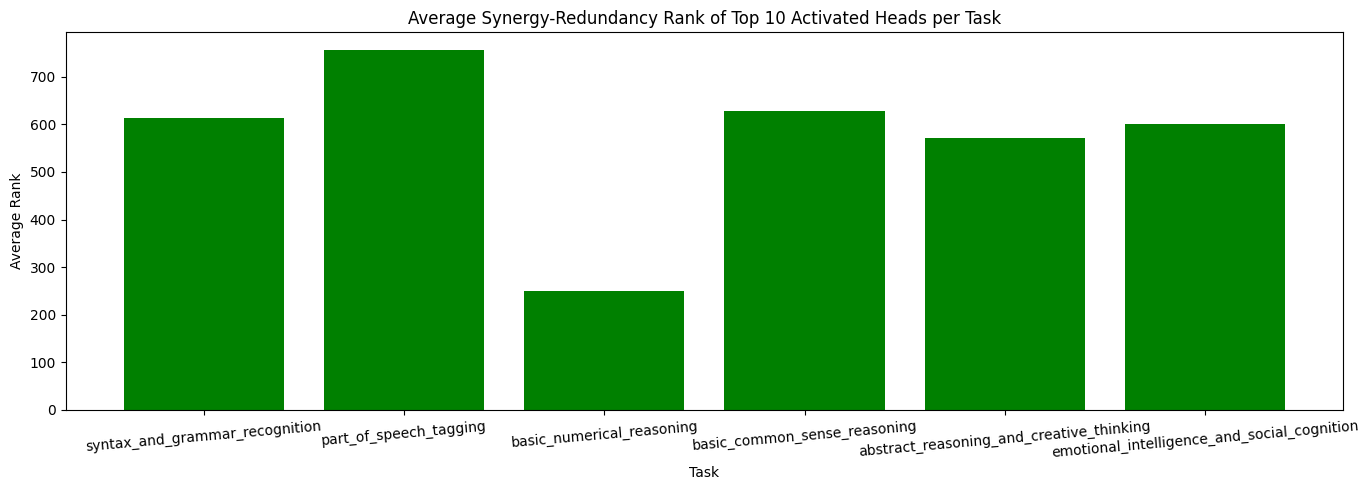 Average Synergy-Redundancy Rank of Top 10 Activated Heads per Task
Average Rank
700
600
500
400
300
200
100
0
syntax_and_grammar_recognition
part_of_speech_tagging
basic_numerical_reasoning
basic_common_sense_reasoning
abstract_reasoning_and_creative_thinking
emotional_intelligence_and_social_cognition
Task